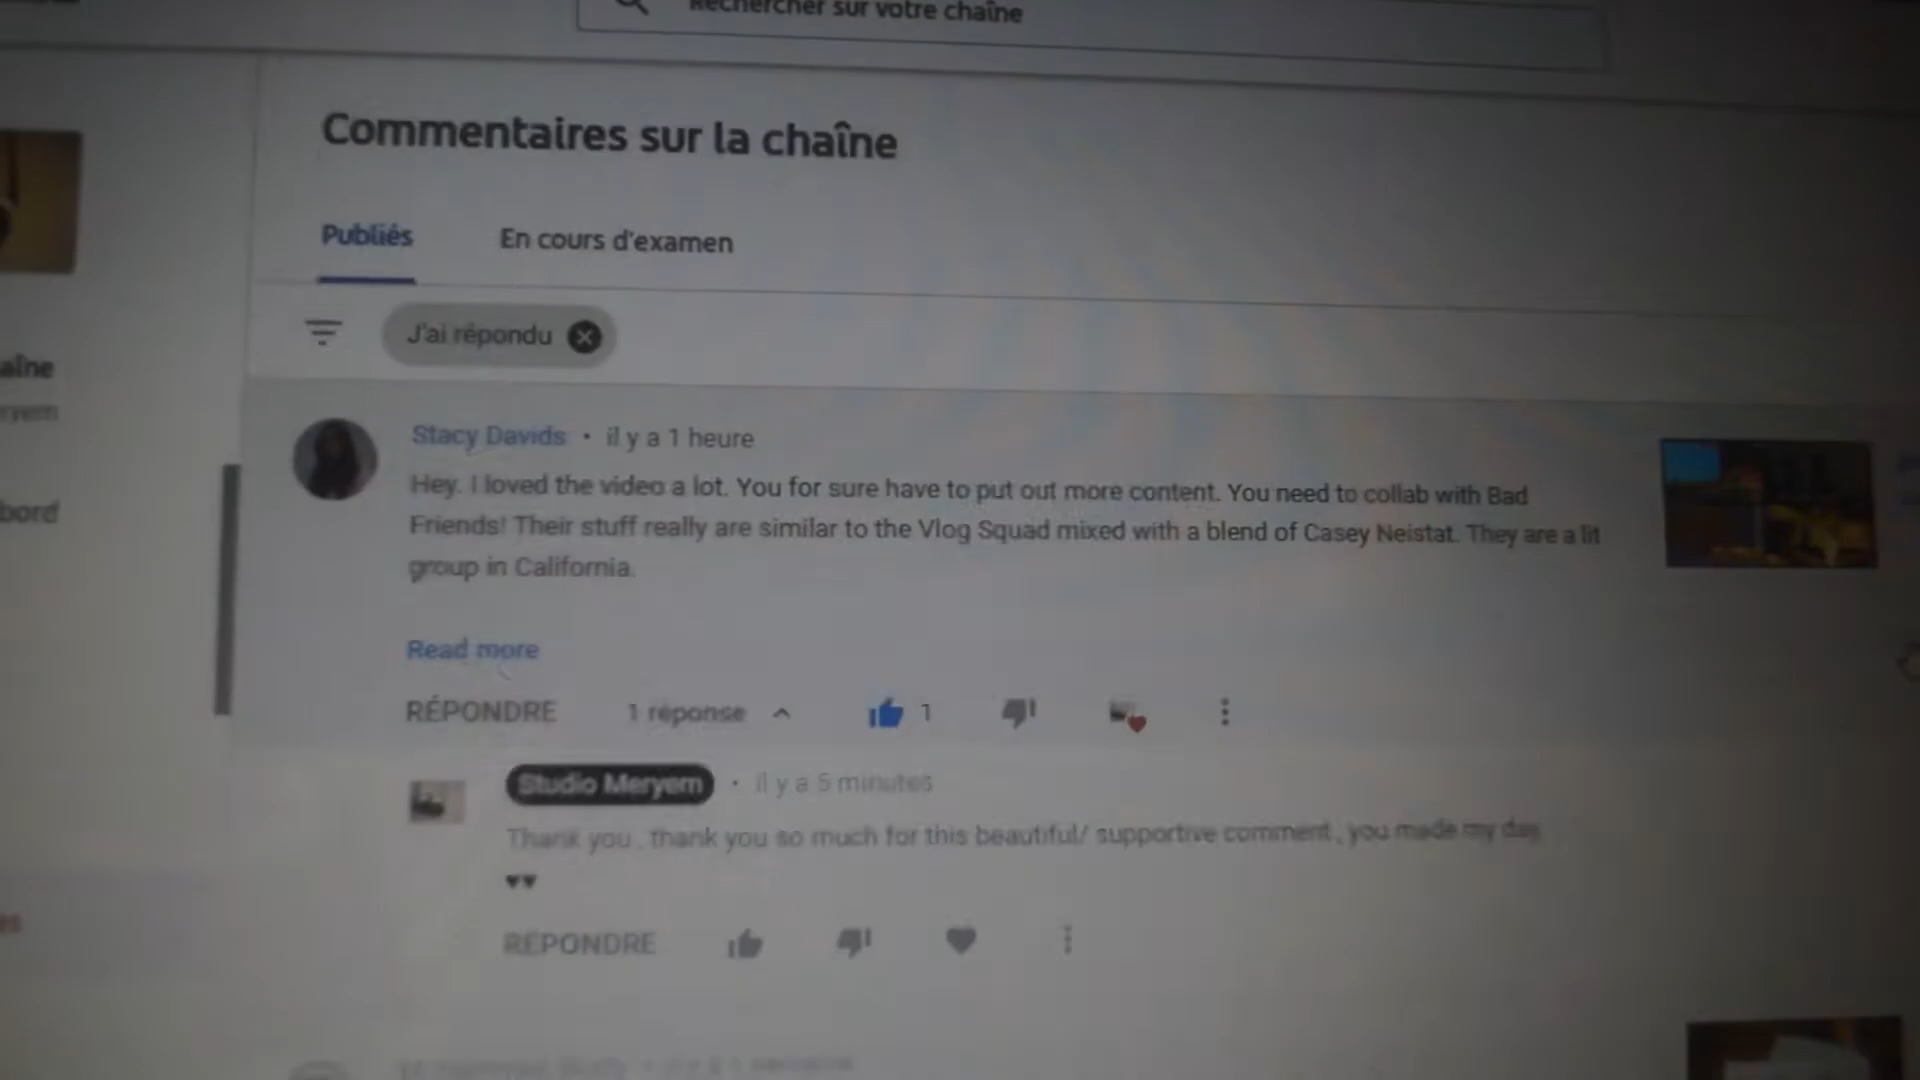 Rechercher sur votre chaîne
Commentaires sur la chaîne
Publiés En cours d'examen
J'ai répondu
aîne
ryem
bord
es
Stacy Davids • il y a 1 heure
Hey. I loved the video a lot. You for sure have to put out more content. You need to collab with Bad
Friends! Their stuff really are similar to the Vlog Squad mixed with a blend of Casey Neistat. They are a lit
group in California.
Read more
RÉPONDRE 1 réponse 1
Studio Meryem • il y a 5 minutes
Thank you , thank you so much for this beautiful/ supportive comment , you made my day
♥♥
RÉPONDRE